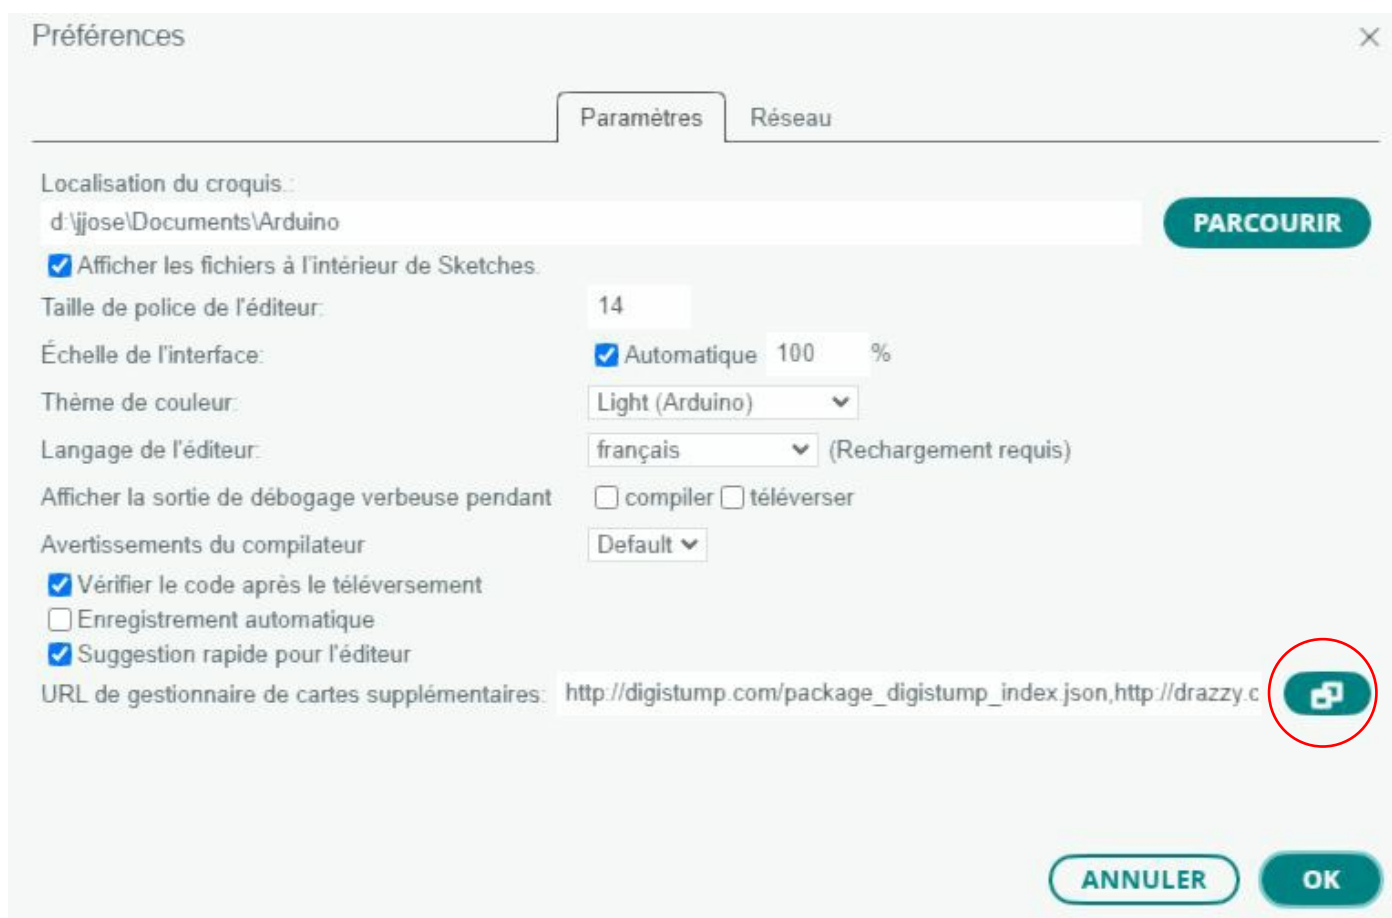 Préférences
Paramètres Réseau
Localisation du croquis.:
d:\jjose\Documents\Arduino PARCOURIR
Afficher les fichiers à l'intérieur de Sketches.
Taille de police de l'éditeur: 14
Échelle de l'interface: Automatique 100 %
Thème de couleur: Light (Arduino)
Langage de l'éditeur: français (Rechargement requis)
Afficher la sortie de débogage verbeuse pendant compiler téléverser
Avertissements du compilateur Default
Vérifier le code après le téléversement
Enregistrement automatique
Suggestion rapide pour l'éditeur
URL de gestionnaire de cartes supplémentaires: http://digistump.com/package_digistump_index.json,http://drazzy.c
ANNULER OK